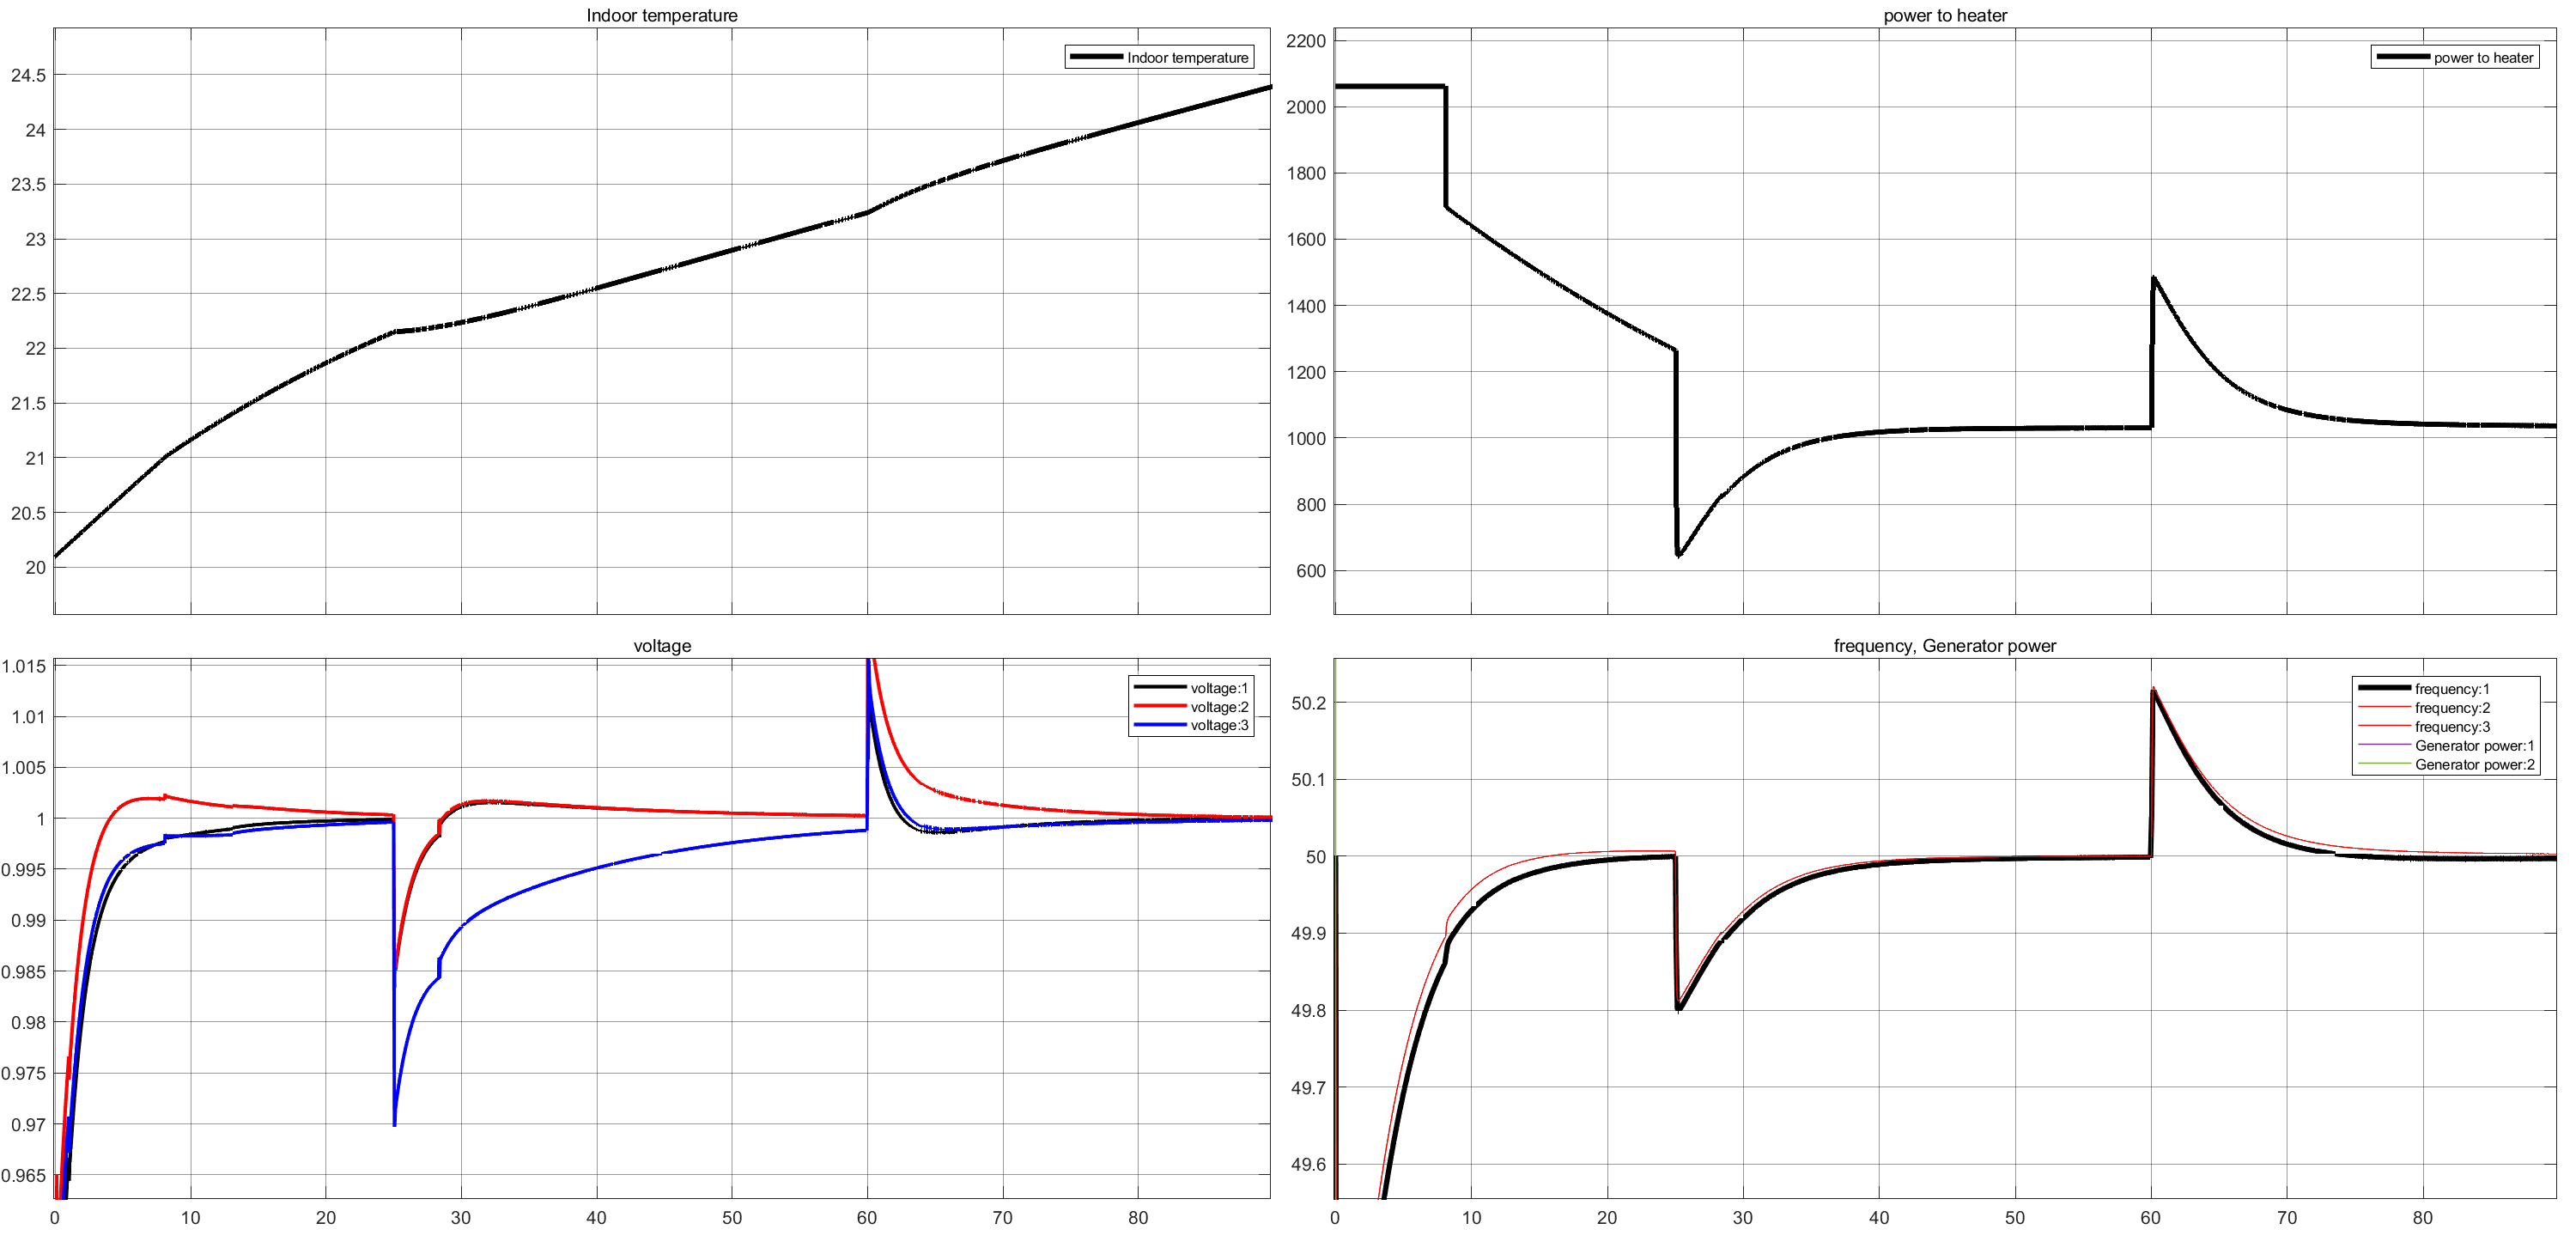 Indoor temperature
Indoor temperature
24.5
24
23.5
23
22.5
22
21.5
21
20.5
20
power to heater
power to heater
2200
2000
1800
1600
1400
1200
1000
800
600
voltage
voltage:1
voltage:2
voltage:3
1.015
1.01
1.005
1
0.995
0.99
0.985
0.98
0.975
0.97
0.965
0 10 20 30 40 50 60 70 80
frequency, Generator power
frequency:1
frequency:2
frequency:3
Generator power:1
Generator power:2
50.2
50.1
50
49.9
49.8
49.7
49.6
0 10 20 30 40 50 60 70 80